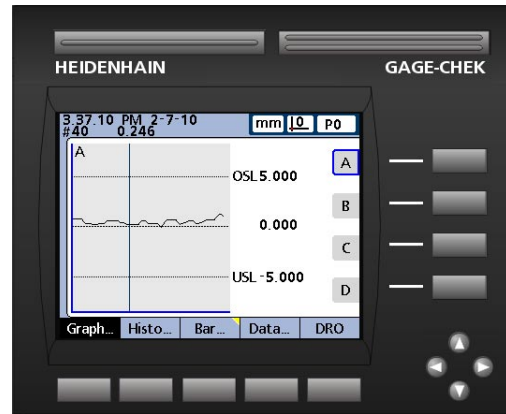 HEIDENHAIN GAGE-CHEK
3.37.10 PM 2-7-10
#40 0.246 mm 0 P0
A
A
OSL 5.000
B
0.000
C
USL -5.000
D
Graph... Histo... Bar... Data... DRO